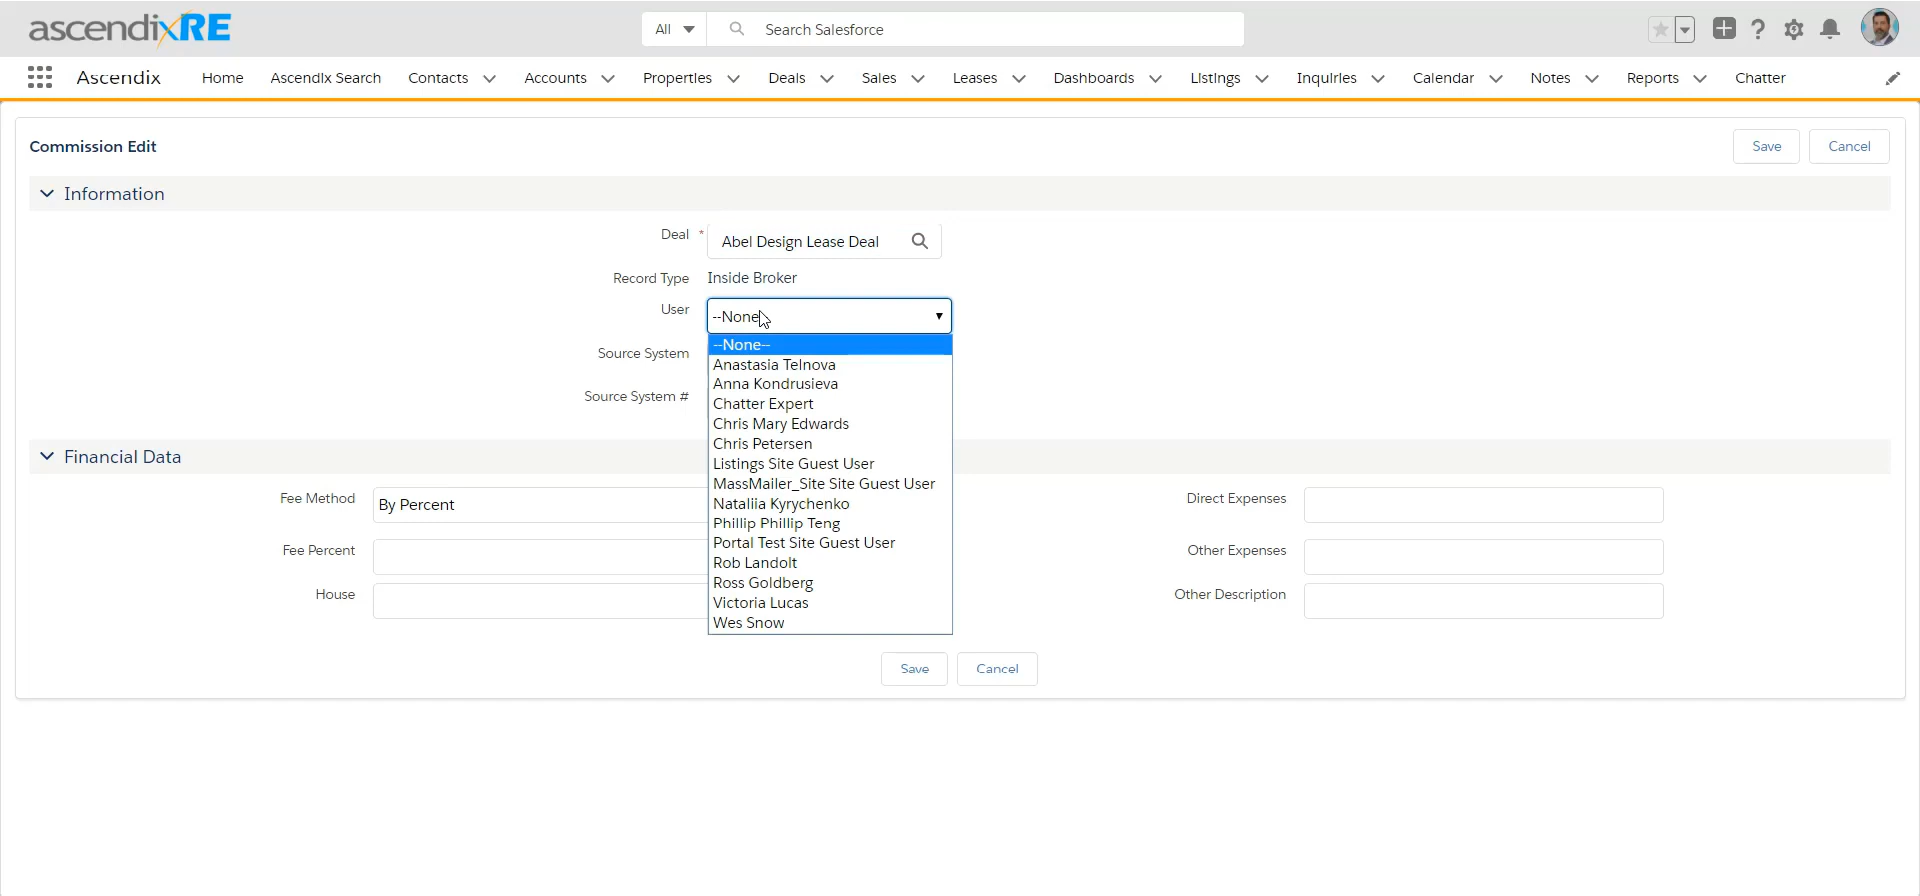 ascendixRE
All
Search Salesforce
Ascendix
Home
Ascendix Search
Contacts
Accounts
Properties
Deals
Sales
Leases
Dashboards
Listings
Inquiries
Calendar
Notes
Reports
Chatter
Commission Edit
Save
Cancel
Information
Deal *
Abel Design Lease Deal
Record Type
Inside Broker
User
--None
--None--
Anastasia Telnova
Anna Kondrusieva
Chatter Expert
Chris Mary Edwards
Chris Petersen
Listings Site Guest User
MassMailer_Site Site Guest User
Nataliia Kyrychenko
Phillip Phillip Teng
Portal Test Site Guest User
Rob Landolt
Ross Goldberg
Victoria Lucas
Wes Snow
Source System
Source System #
Financial Data
Fee Method
By Percent
Direct Expenses
Fee Percent
Other Expenses
House
Other Description
Save
Cancel